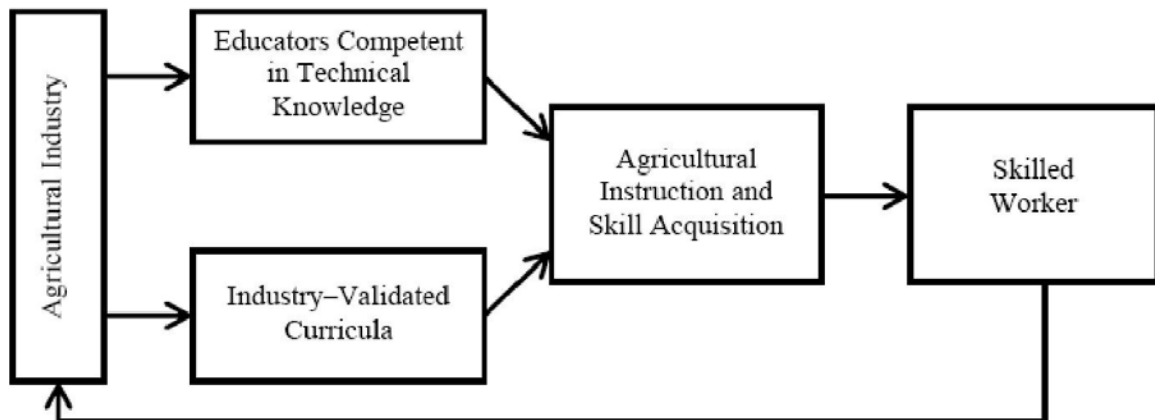 Agricultural Industry
Educators Competent
in Technical
Knowledge
Industry–Validated
Curricula
Agricultural
Instruction and
Skill Acquisition
Skilled
Worker